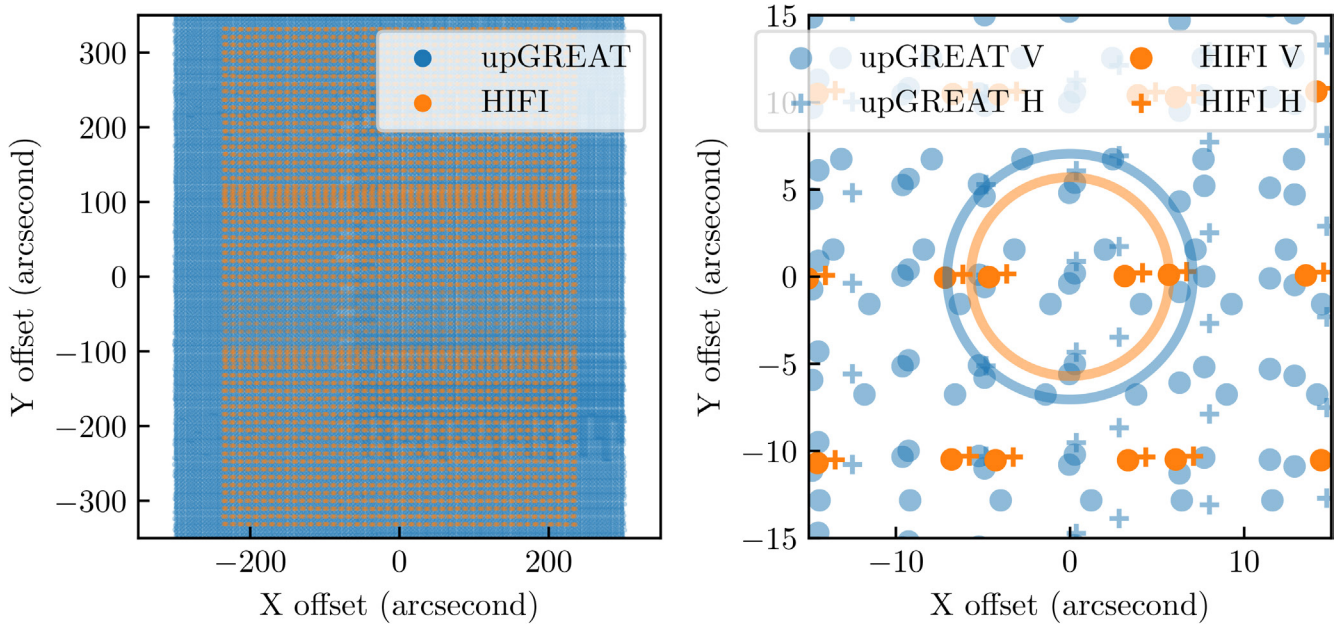 300
200
100
0
−100
−200
−300
Y offset (arcsecond)
upGREAT
HIFI
−200
0
200
X offset (arcsecond)
15
10
5
0
−5
−10
−15
Y offset (arcsecond)
upGREAT V
HIFI V
upGREAT H
HIFI H
−10
0
10
X offset (arcsecond)